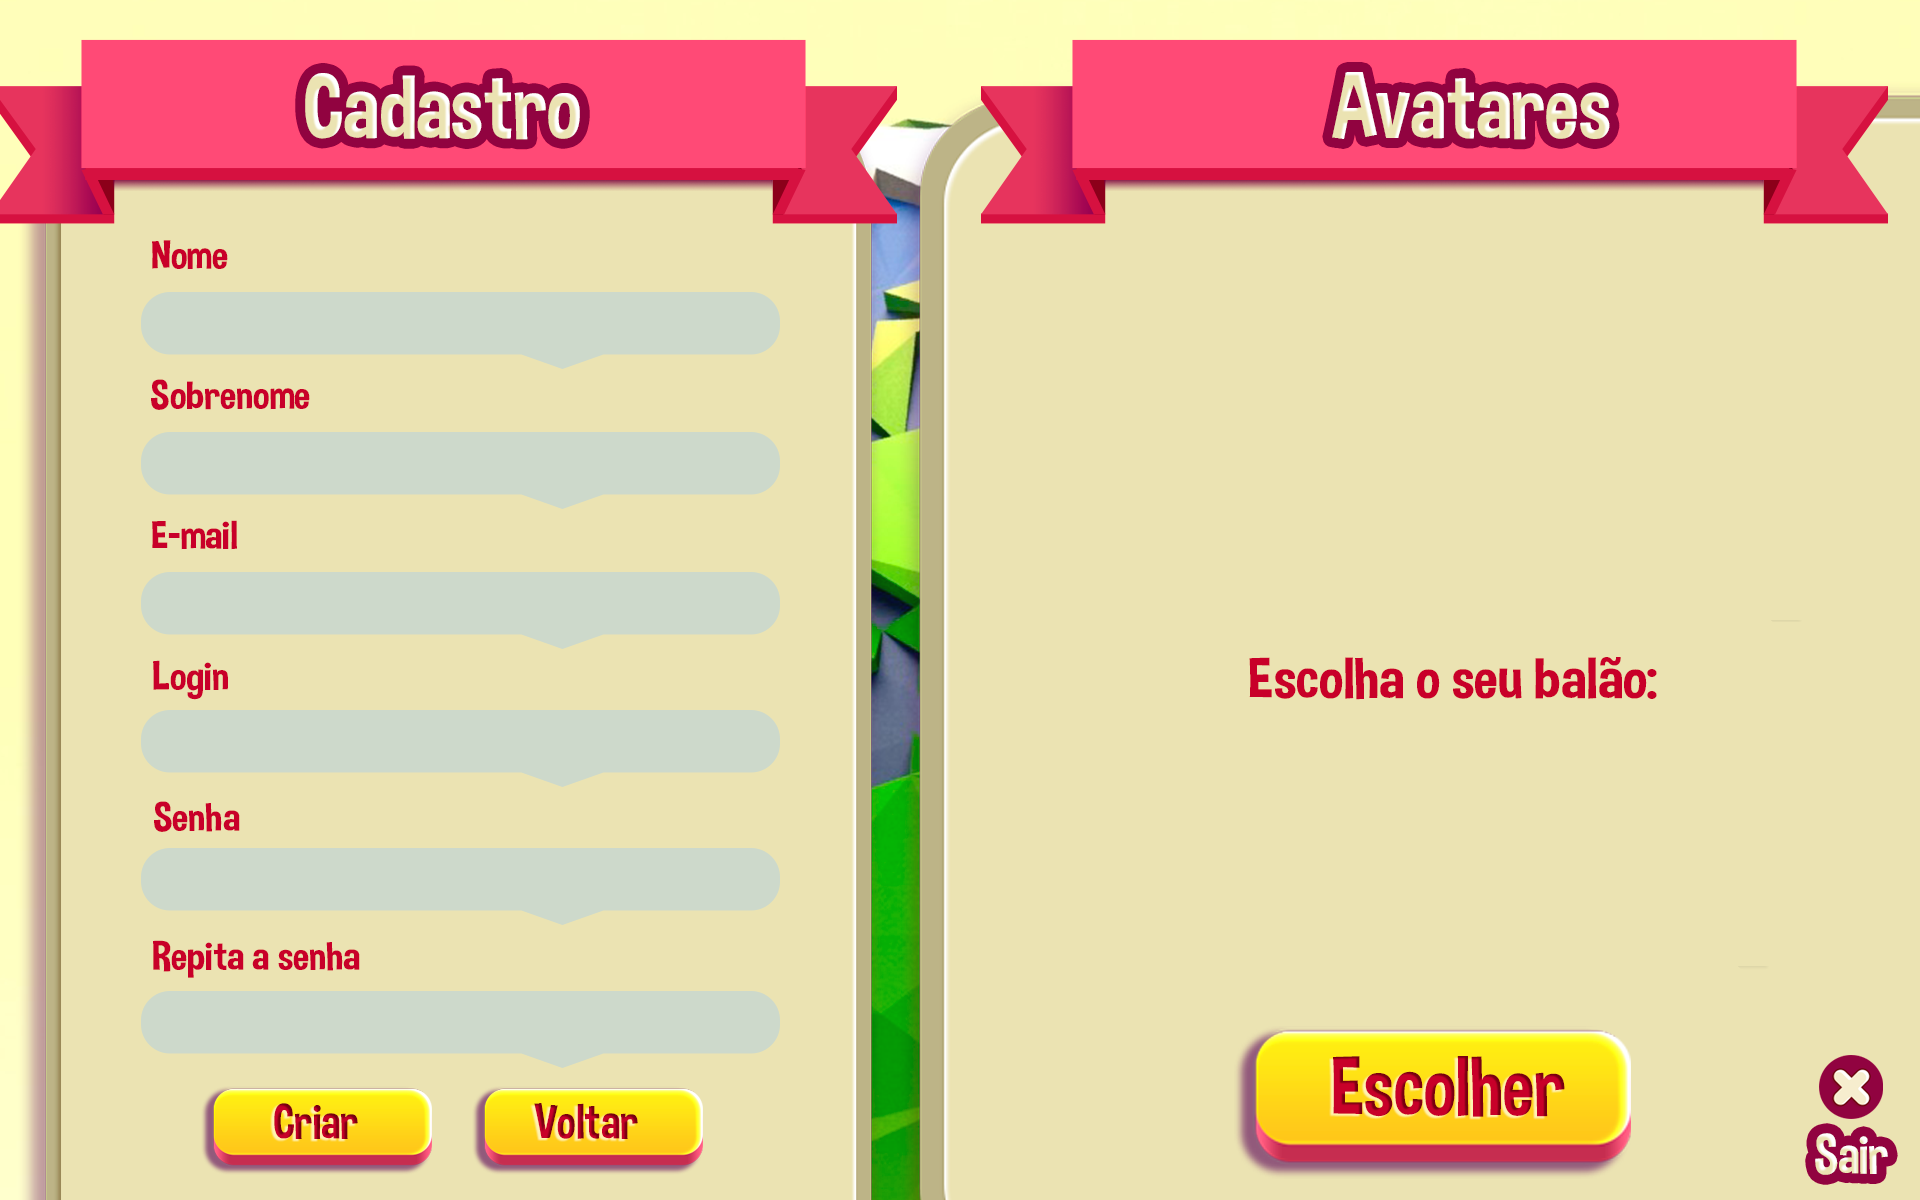 Cadastro
Nome
Sobrenome
E-mail
Login
Senha
Repita a senha
Criar
Voltar
Avatares
Escolha o seu balão:
Escolher
Sair